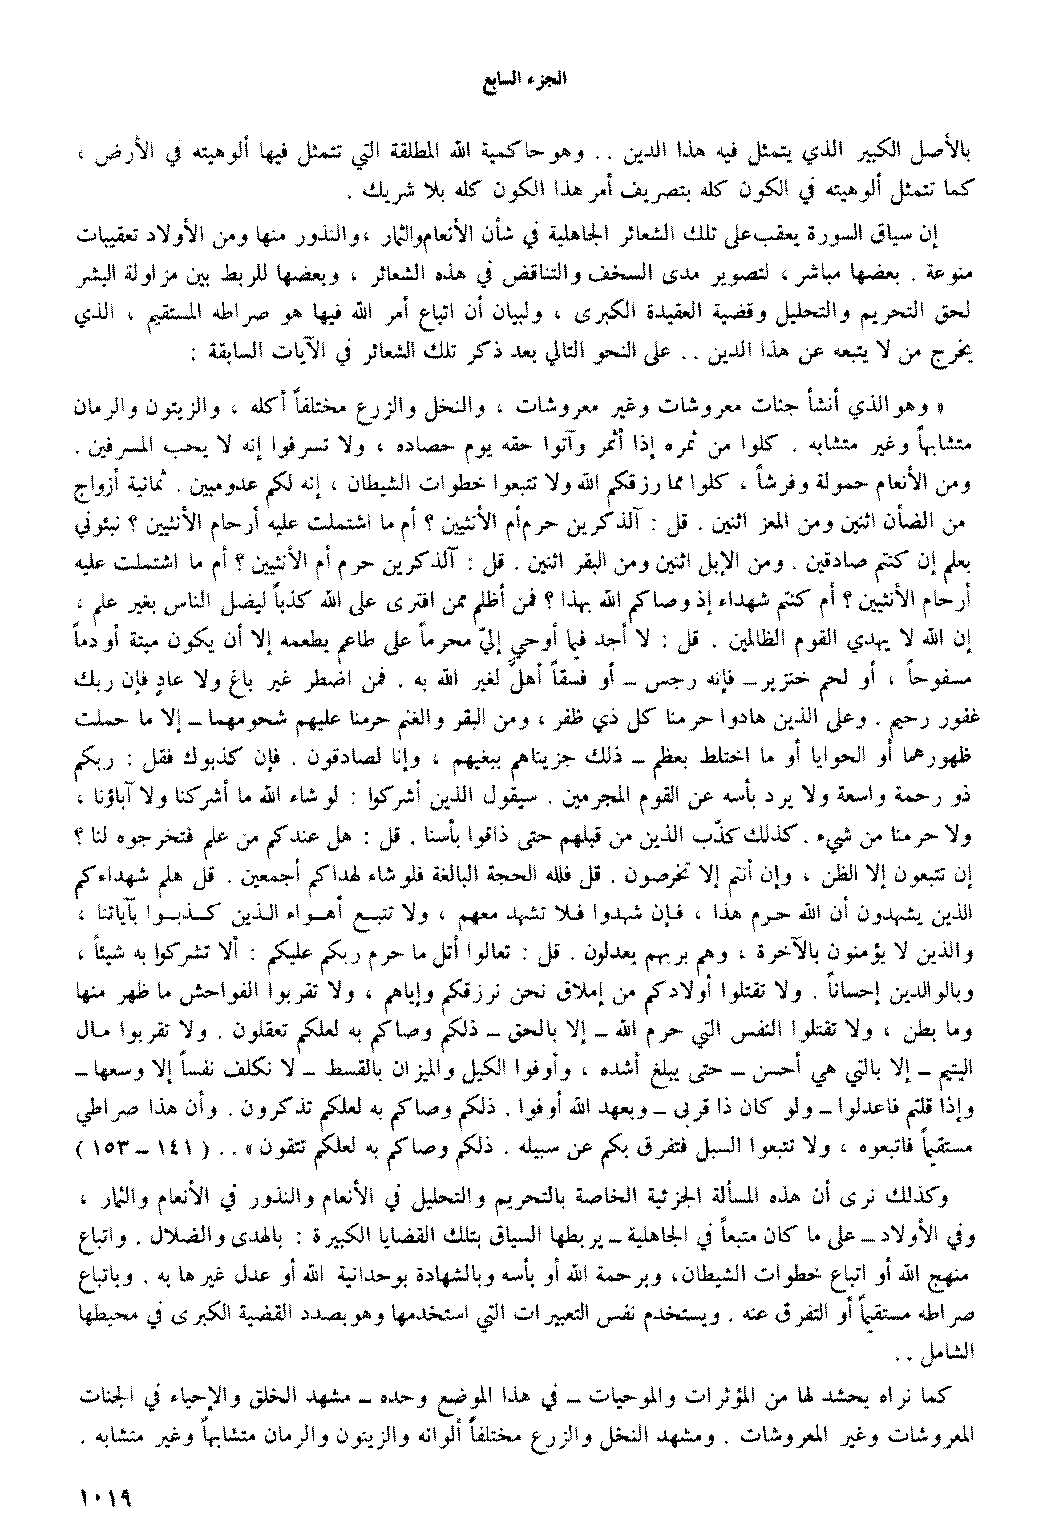 الجزء السابع
بالأصل الكبير الذي يتمثل فيه هذا الدين .. وهو حاكمية الله المطلقة التي تتمثل فيها ألوهيته في الأرض ،
كما تتمثل ألوهيته في الكون كله بتصريف أمر هذا الكون كله بلا شريك .
إن سياق السورة يعقب على تلك الشعائر الجاهلية في شأن الأنعام والثمار ، والنذور منها ومن الأولاد تعقيبات
منوعة . بعضها مباشر ، لتصوير مدى السخف والتناقض في هذه الشعائر ، وبعضها للربط بين مزاولة البشر
لحق التحريم والتحليل وقضية العقيدة الكبرى ، ولبيان أن اتباع أمر الله فيها هو صراطه المستقيم ، الذي
يخرج من لا يتبعه عن هذا الدين .. على النحو التالي بعد ذكر تلك الشعائر في الآيات السابقة :
« وهو الذي أنشأ جنات معروشات وغير معروشات ، والنخل والزرع مختلفاً أكله ، والزيتون والرمان
متشابهاً وغير متشابه . كلوا من ثمره إذا أثمر وآتوا حقه يوم حصاده ، ولا تسرفوا إنه لا يحب المسرفين .
ومن الأنعام حمولة وفرشاً ، كلوا مما رزقكم الله ولا تتبعوا خطوات الشيطان ، إنه لكم عدو مبين . ثمانية أزواج
من الضأن اثنين ومن المعز اثنين . قل : آلذكرين حرم أم الأنثيين ؟ أم ما اشتملت عليه أرحام الأنثيين ؟ نبئوني
بعلم إن كنتم صادقين . ومن الإبل اثنين ومن البقر اثنين . قل : آلذكرين حرم أم الأنثيين ؟ أم ما اشتملت عليه
أرحام الأنثيين ؟ أم كنتم شهداء إذ وصاكم الله بهذا ؟ فمن أظلم ممن افترى على الله كذباً ليضل الناس بغير علم ،
إن الله لا يهدي القوم الظالمين . قل : لا أجد فيما أوحي إليّ محرماً على طاعم يطعمه إلا أن يكون ميتة أو دماً
مسفوحاً ، أو لحم خنزير – فإنه رجس – أو فسقاً أهلّ لغير الله به . فمن اضطر غير باغ ولا عادٍ فإن ربك
غفور رحيم . وعلى الذين هادوا حرمنا كل ذي ظفر ، ومن البقر والغنم حرمنا عليهم شحومهما – إلا ما حملت
ظهورهما أو الحوايا أو ما اختلط بعظم – ذلك جزيناهم ببغيهم ، وإنا لصادقون . فإن كذبوك فقل : ربكم
ذو رحمة واسعة ولا يرد بأسه عن القوم المجرمين . سيقول الذين أشركوا : لو شاء الله ما أشركنا ولا آباؤنا ،
ولا حرمنا من شيء . كذلك كذّب الذين من قبلهم حتى ذاقوا بأسنا . قل : هل عندكم من علم فتخرجوه لنا ؟
إن تتبعون إلا الظن ، وإن أنتم إلا تخرصون . قل فلله الحجة البالغة فلو شاء لهداكم أجمعين . قل هلم شهداءكم
الذين يشهدون أن الله حرم هذا ، فإن شهدوا فلا تشهد معهم ، ولا تتبع أهواء الذين كذبوا بآياتنا ،
والذين لا يؤمنون بالآخرة ، وهم بربهم يعدلون . قل : تعالوا أتل ما حرم ربكم عليكم : ألا تشركوا به شيئاً ،
وبالوالدين إحساناً . ولا تقتلوا أولادكم من إملاق نحن نرزقكم وإياهم ، ولا تقربوا الفواحش ما ظهر منها
وما بطن ، ولا تقتلوا النفس التي حرم الله – إلا بالحق – ذلكم وصاكم به لعلكم تعقلون . ولا تقربوا مال
اليتيم – إلا بالتي هي أحسن – حتى يبلغ أشده ، وأوفوا الكيل والميزان بالقسط – لا نكلف نفساً إلا وسعها –
وإذا قلتم فاعدلوا – ولو كان ذا قربى – وبعهد الله أوفوا . ذلكم وصاكم به لعلكم تذكرون . وأن هذا صراطي
مستقيماً فاتبعوه ، ولا تتبعوا السبل فتفرق بكم عن سبيله . ذلكم وصاكم به لعلكم تتقون » .. ( ١٤١ – ١٥٣ )
وكذلك نرى أن هذه المسألة الجزئية الخاصة بالتحريم والتحليل في الأنعام والنذور في الأنعام والثمار ،
وفي الأولاد – على ما كان متبعاً في الجاهلية – يربطها السياق بتلك القضايا الكبيرة : بالهدى والضلال . واتباع
منهج الله أو اتباع خطوات الشيطان، وبرحمة الله أو بأسه وبالشهادة بوحدانية الله أو عدل غيرها به . وباتباع
صراطه مستقيماً أو التفرق عنه . ويستخدم نفس التعبيرات التي استخدمها وهو بصدد القضية الكبرى في محيطها
الشامل ..
كما نراه يحشد لها من المؤثرات والموحيات – في هذا الموضع وحده – مشهد الخلق والإحياء في الجنات
المعروشات وغير المعروشات . ومشهد النخل والزرع مختلفاً ألوانه والزيتون والرمان متشابهاً وغير متشابه .
١٠١٩